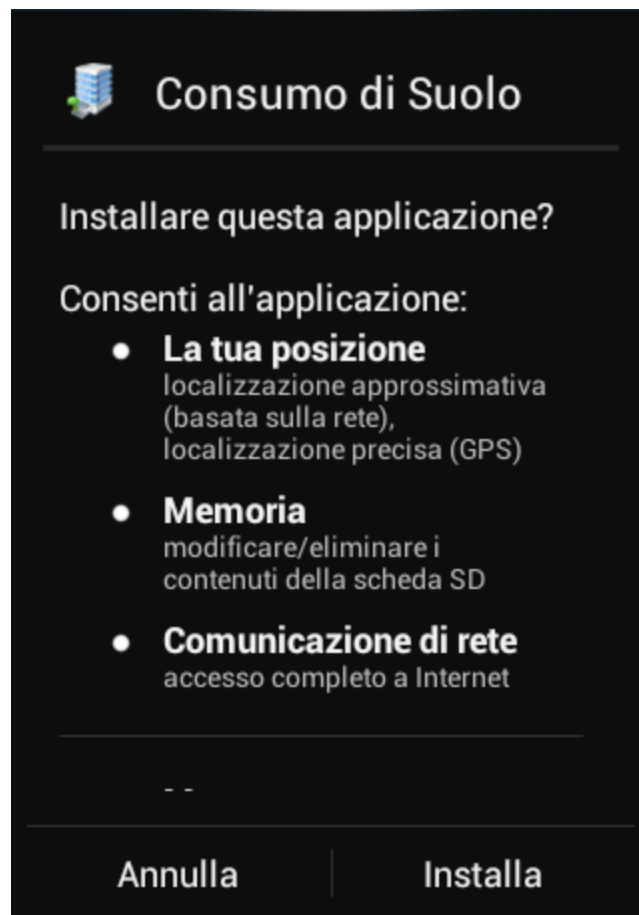 Consumo di Suolo
Installare questa applicazione?
Consenti all'applicazione:
● La tua posizione
localizzazione approssimativa
(basata sulla rete),
localizzazione precisa (GPS)
● Memoria
modificare/eliminare i
contenuti della scheda SD
● Comunicazione di rete
accesso completo a Internet
- -
Annulla Installa